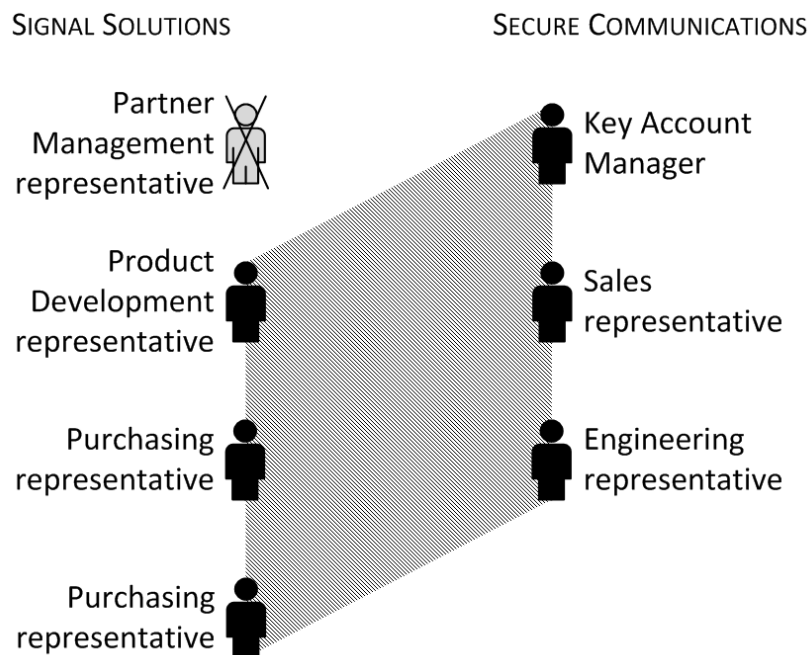 SIGNAL SOLUTIONS
SECURE COMMUNICATIONS
Partner
Management
representative
Key Account
Manager
Product
Development
representative
Sales
representative
Purchasing
representative
Engineering
representative
Purchasing
representative